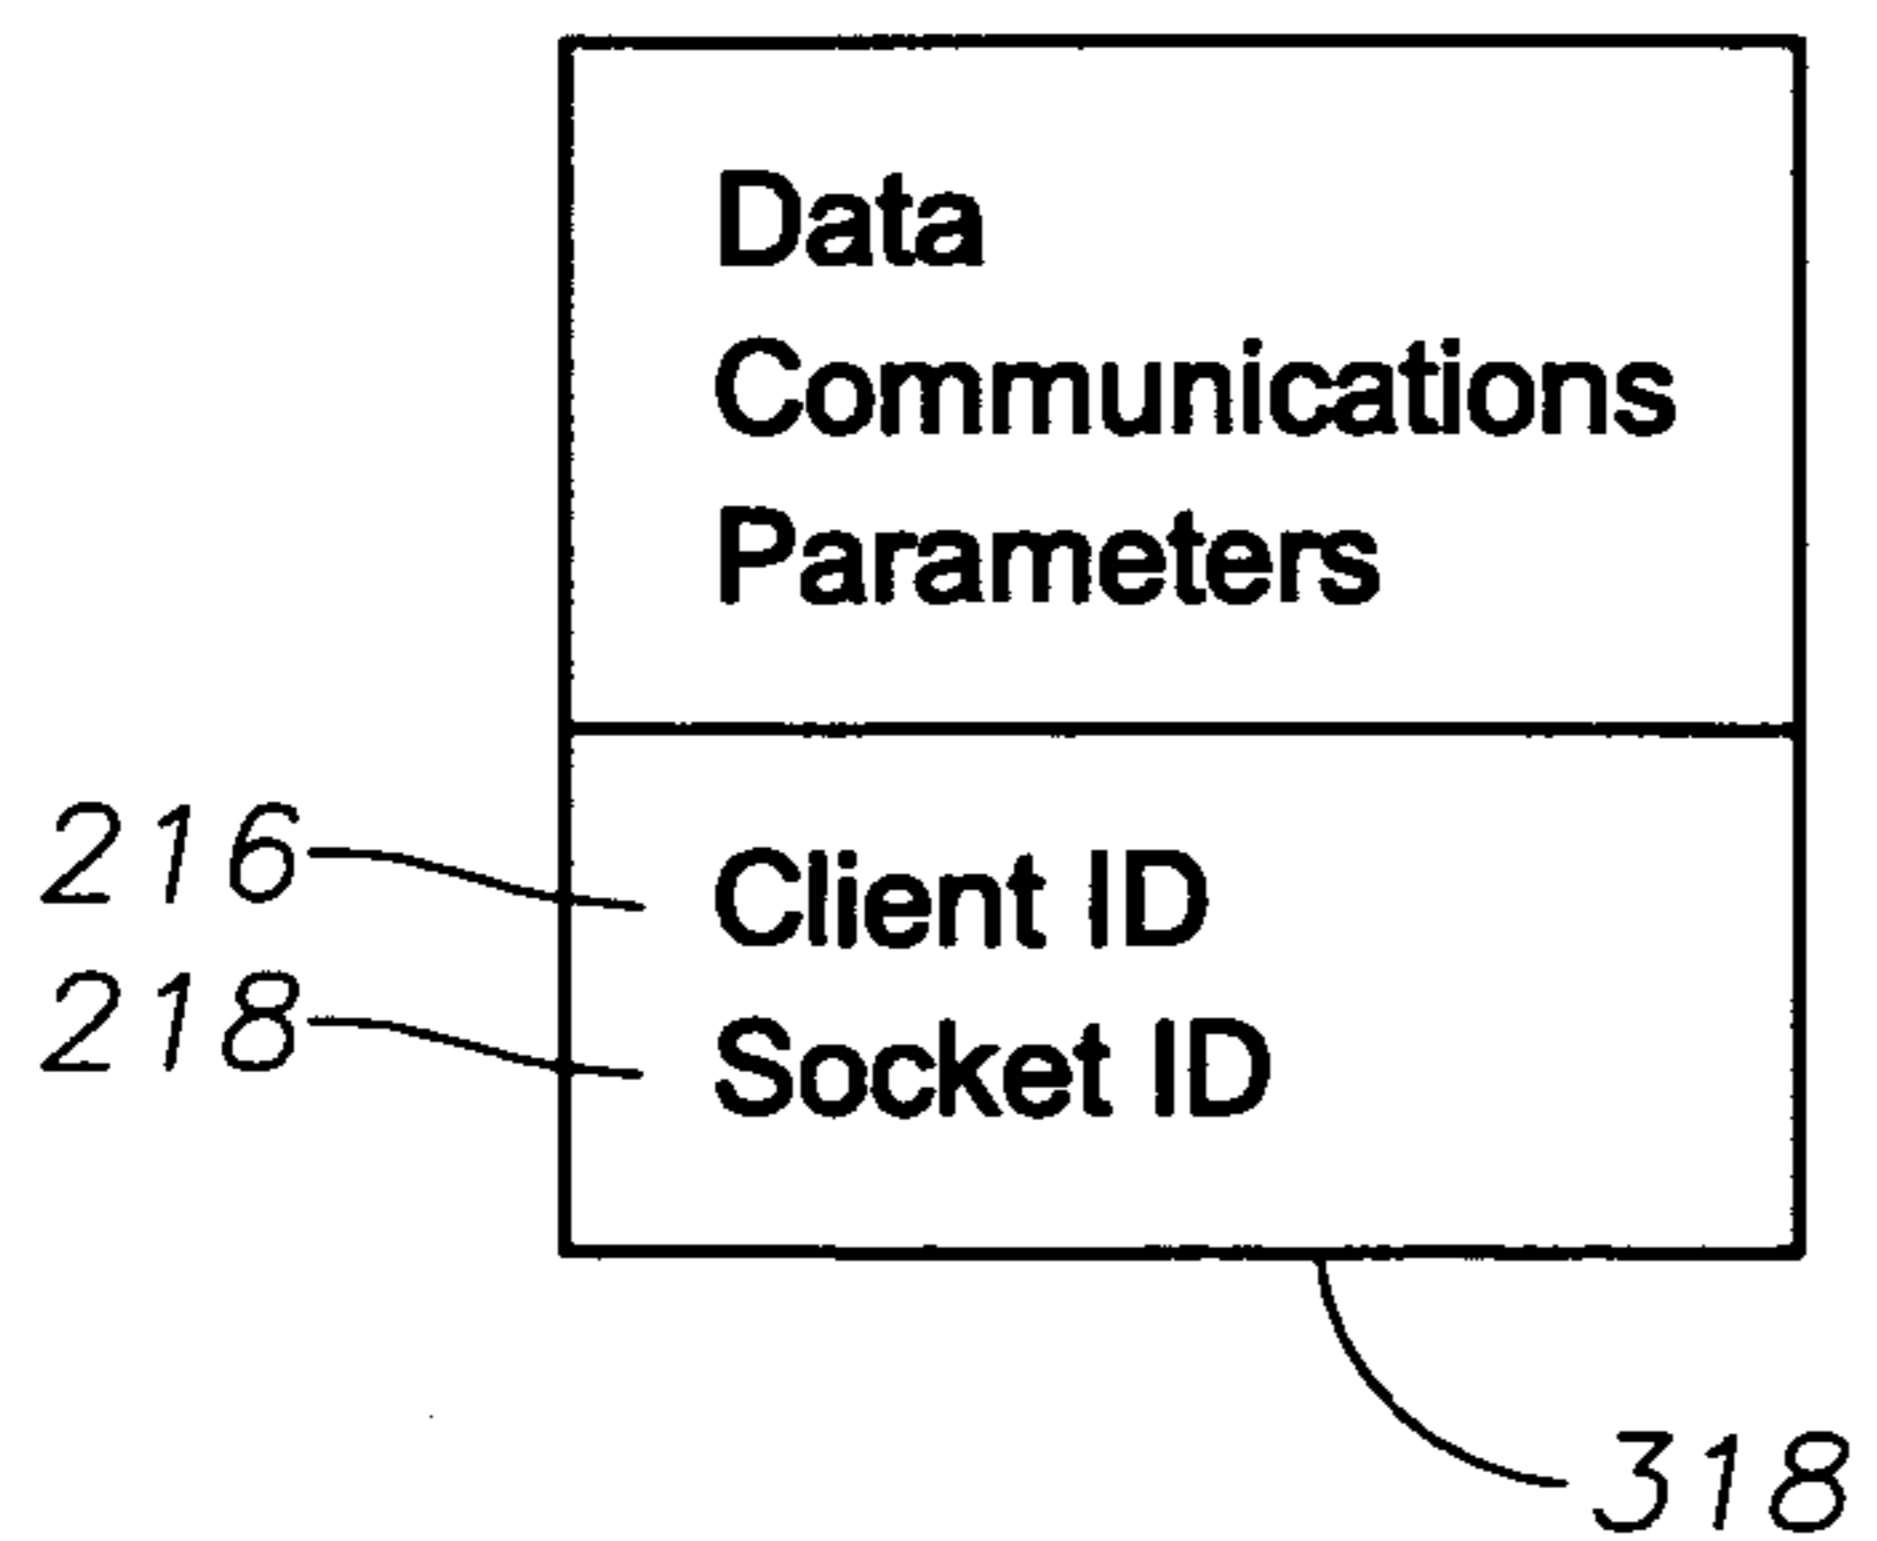 Data
Communications
Parameters
216 Client ID
218 Socket ID
318